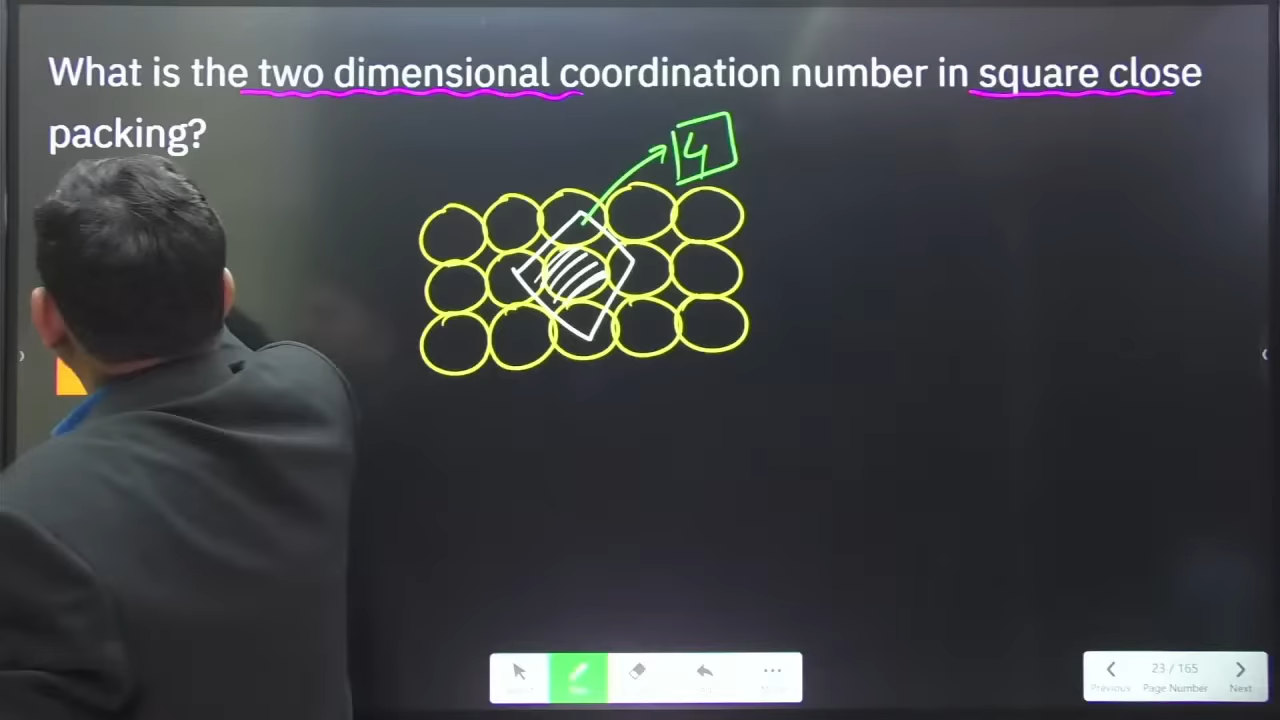 What is the two dimensional coordination number in square close
packing?
4
23 / 165
Previous Page Number Next